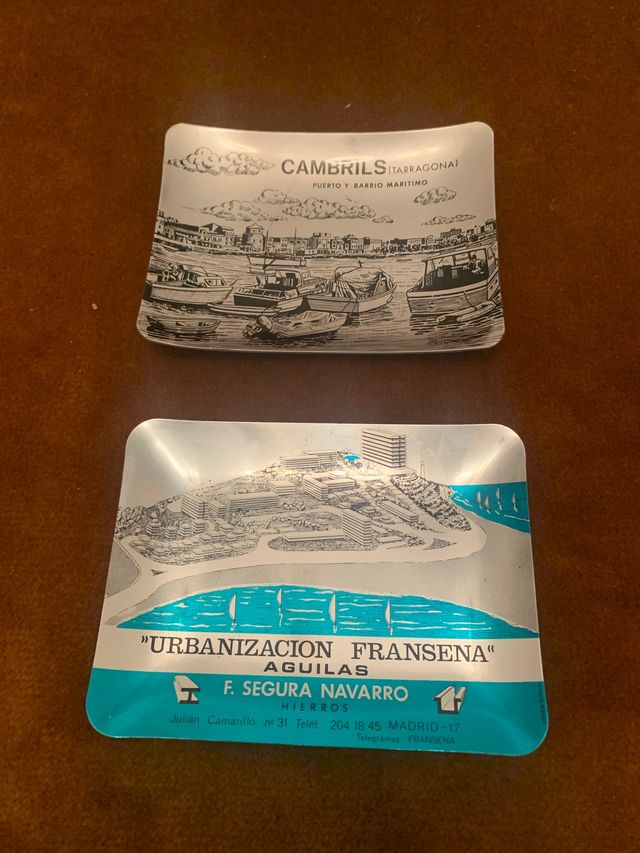 CAMBRILS (TARRAGONA)
PUERTO Y BARRIO MARITIMO
"URBANIZACION FRANSENA"
AGUILAS
F. SEGURA NAVARRO
HIERROS
Julián Camarillo, nº 31 Teléf. 204 18 45 MADRID-17
Telegramas FRANSENA